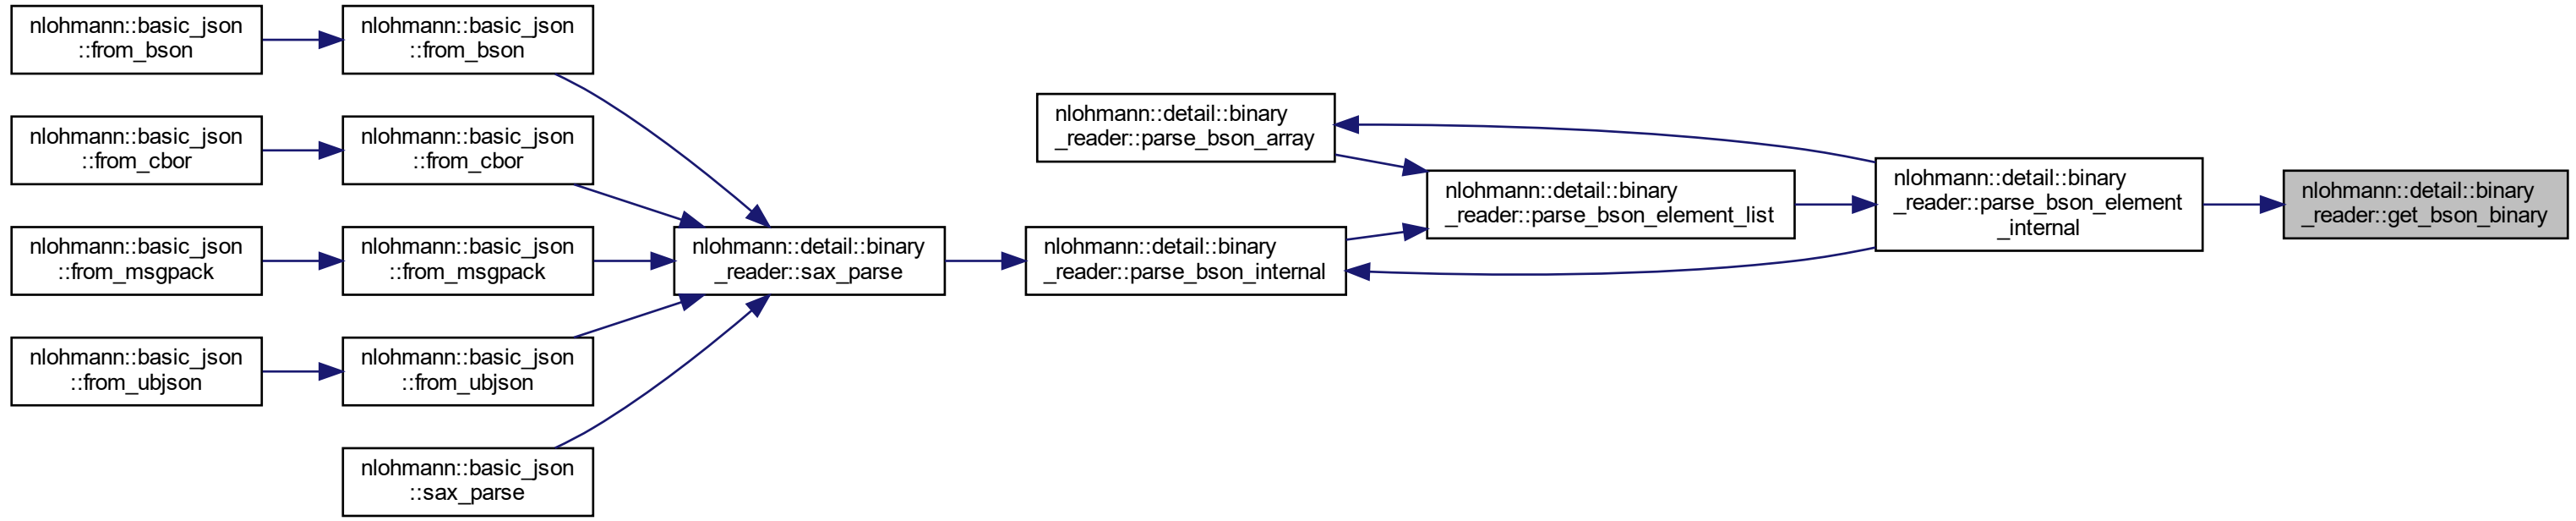 nlohmann::basic_json
::from_bson
nlohmann::basic_json
::from_bson
nlohmann::basic_json
::from_cbor
nlohmann::basic_json
::from_cbor
nlohmann::basic_json
::from_msgpack
nlohmann::basic_json
::from_msgpack
nlohmann::basic_json
::from_ubjson
nlohmann::basic_json
::from_ubjson
nlohmann::basic_json
::sax_parse
nlohmann::detail::binary
_reader::sax_parse
nlohmann::detail::binary
_reader::parse_bson_array
nlohmann::detail::binary
_reader::parse_bson_internal
nlohmann::detail::binary
_reader::parse_bson_element_list
nlohmann::detail::binary
_reader::parse_bson_element
_internal
nlohmann::detail::binary
_reader::get_bson_binary